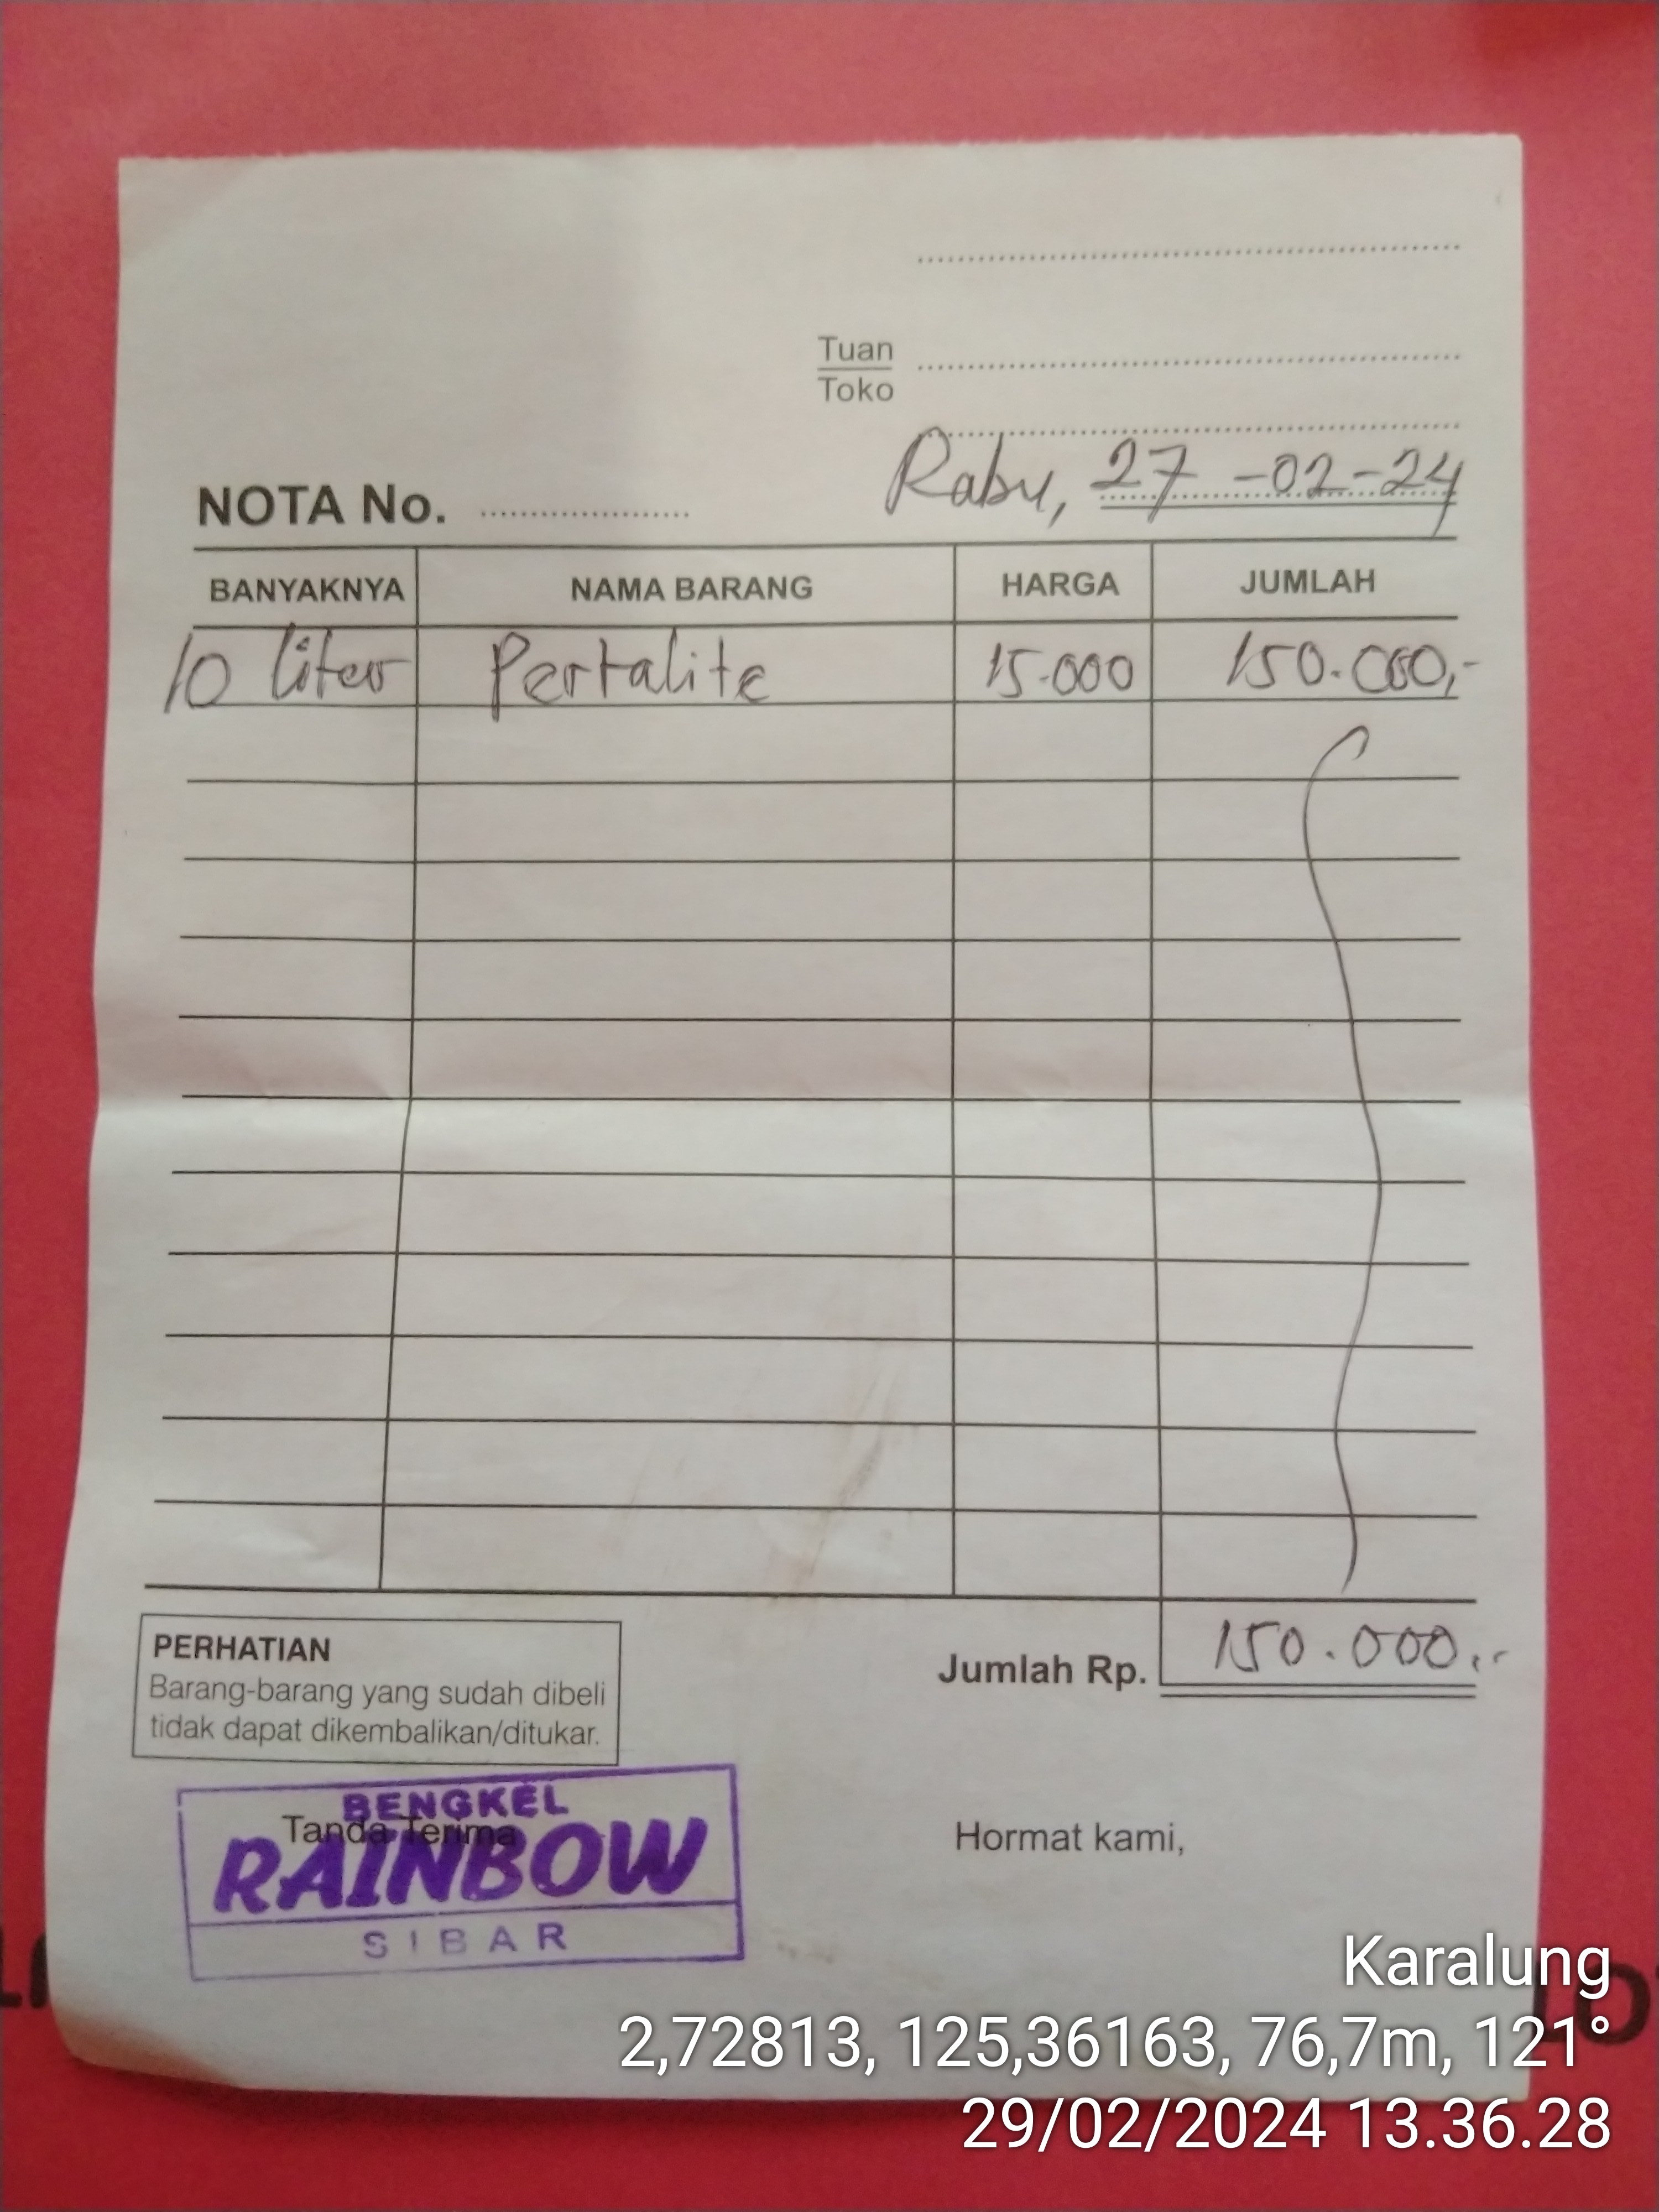 Tuan
Toko
Rabu, 27-02-24
NOTA No.
BANYAKNYA NAMA BARANG HARGA JUMLAH
10 liter Pertalite 15.000 150.000,-
Jumlah Rp. 150.000,-
PERHATIAN
Barang-barang yang sudah dibeli
tidak dapat dikembalikan/ditukar.
Tanda Terima
BENGKEL
RAINBOW
SIBAR
Hormat kami,
Karalung
2,72813, 125,36163, 76,7m, 121°
29/02/2024 13.36.28